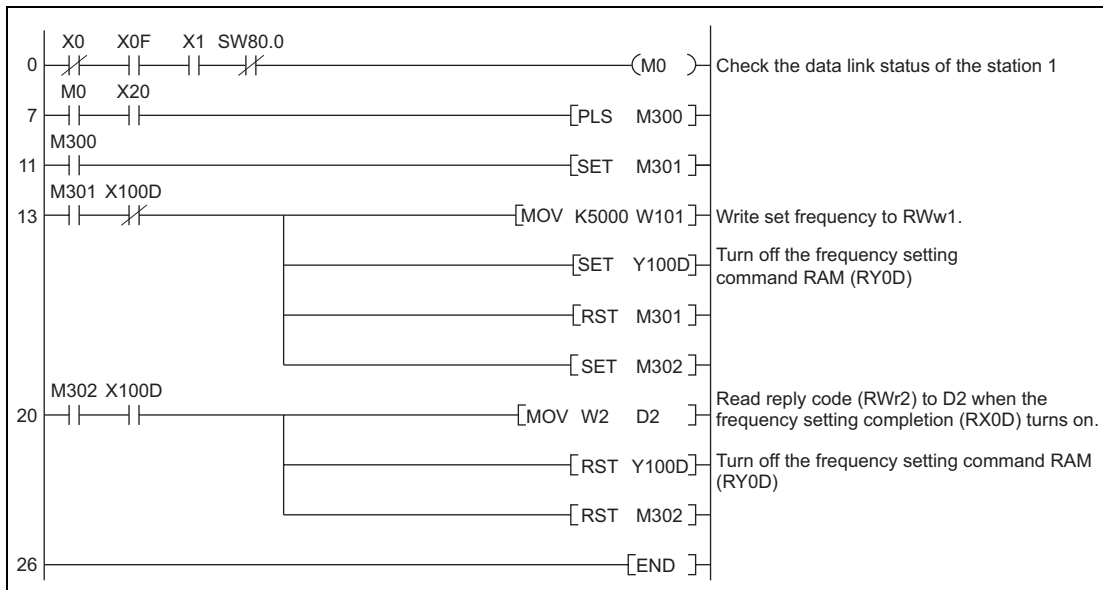 X0 X0F X1 SW80.0
0 (M0 ) Check the data link status of the station 1
M0 X20
7 [PLS M300 ]
M300
11 [SET M301 ]
M301 X100D
13 [MOV K5000 W101 ] Write set frequency to RWw1.
[SET Y100D ] Turn off the frequency setting
command RAM (RY0D)
[RST M301 ]
[SET M302 ]
M302 X100D
20 [MOV W2 D2 ] Read reply code (RWr2) to D2 when the
frequency setting completion (RX0D) turns on.
[RST Y100D ] Turn off the frequency setting command RAM
(RY0D)
[RST M302 ]
26 [END ]